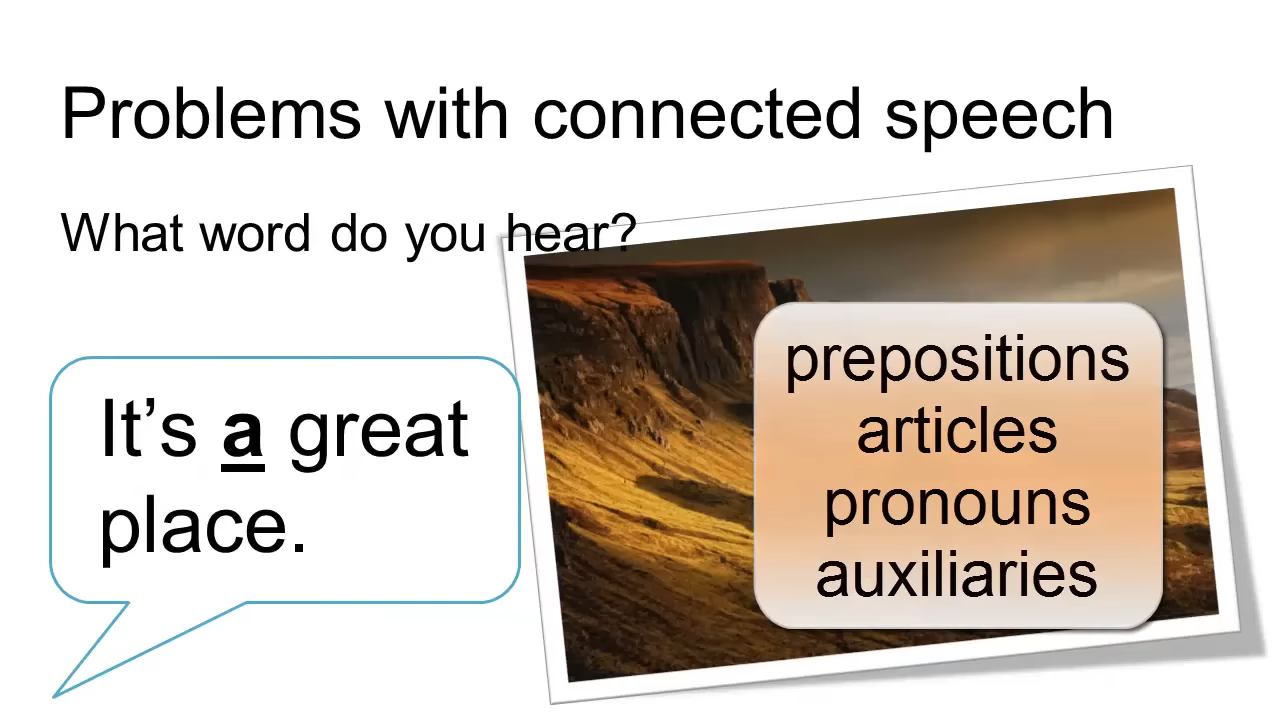 Problems with connected speech
What word do you hear?
It’s a great
place.
prepositions
articles
pronouns
auxiliaries